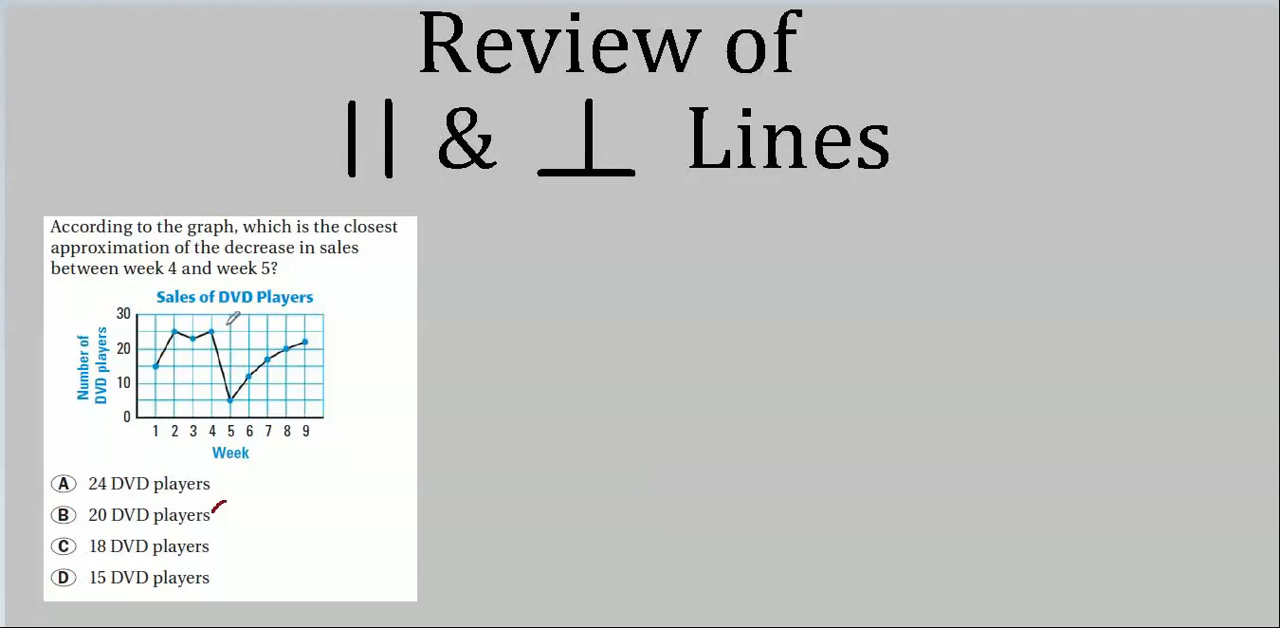 Review of
|| & ⊥ Lines
According to the graph, which is the closest
approximation of the decrease in sales
between week 4 and week 5?
Sales of DVD Players
Number of
DVD players
30
20
10
0
1 2 3 4 5 6 7 8 9
Week
A 24 DVD players
B 20 DVD players
C 18 DVD players
D 15 DVD players